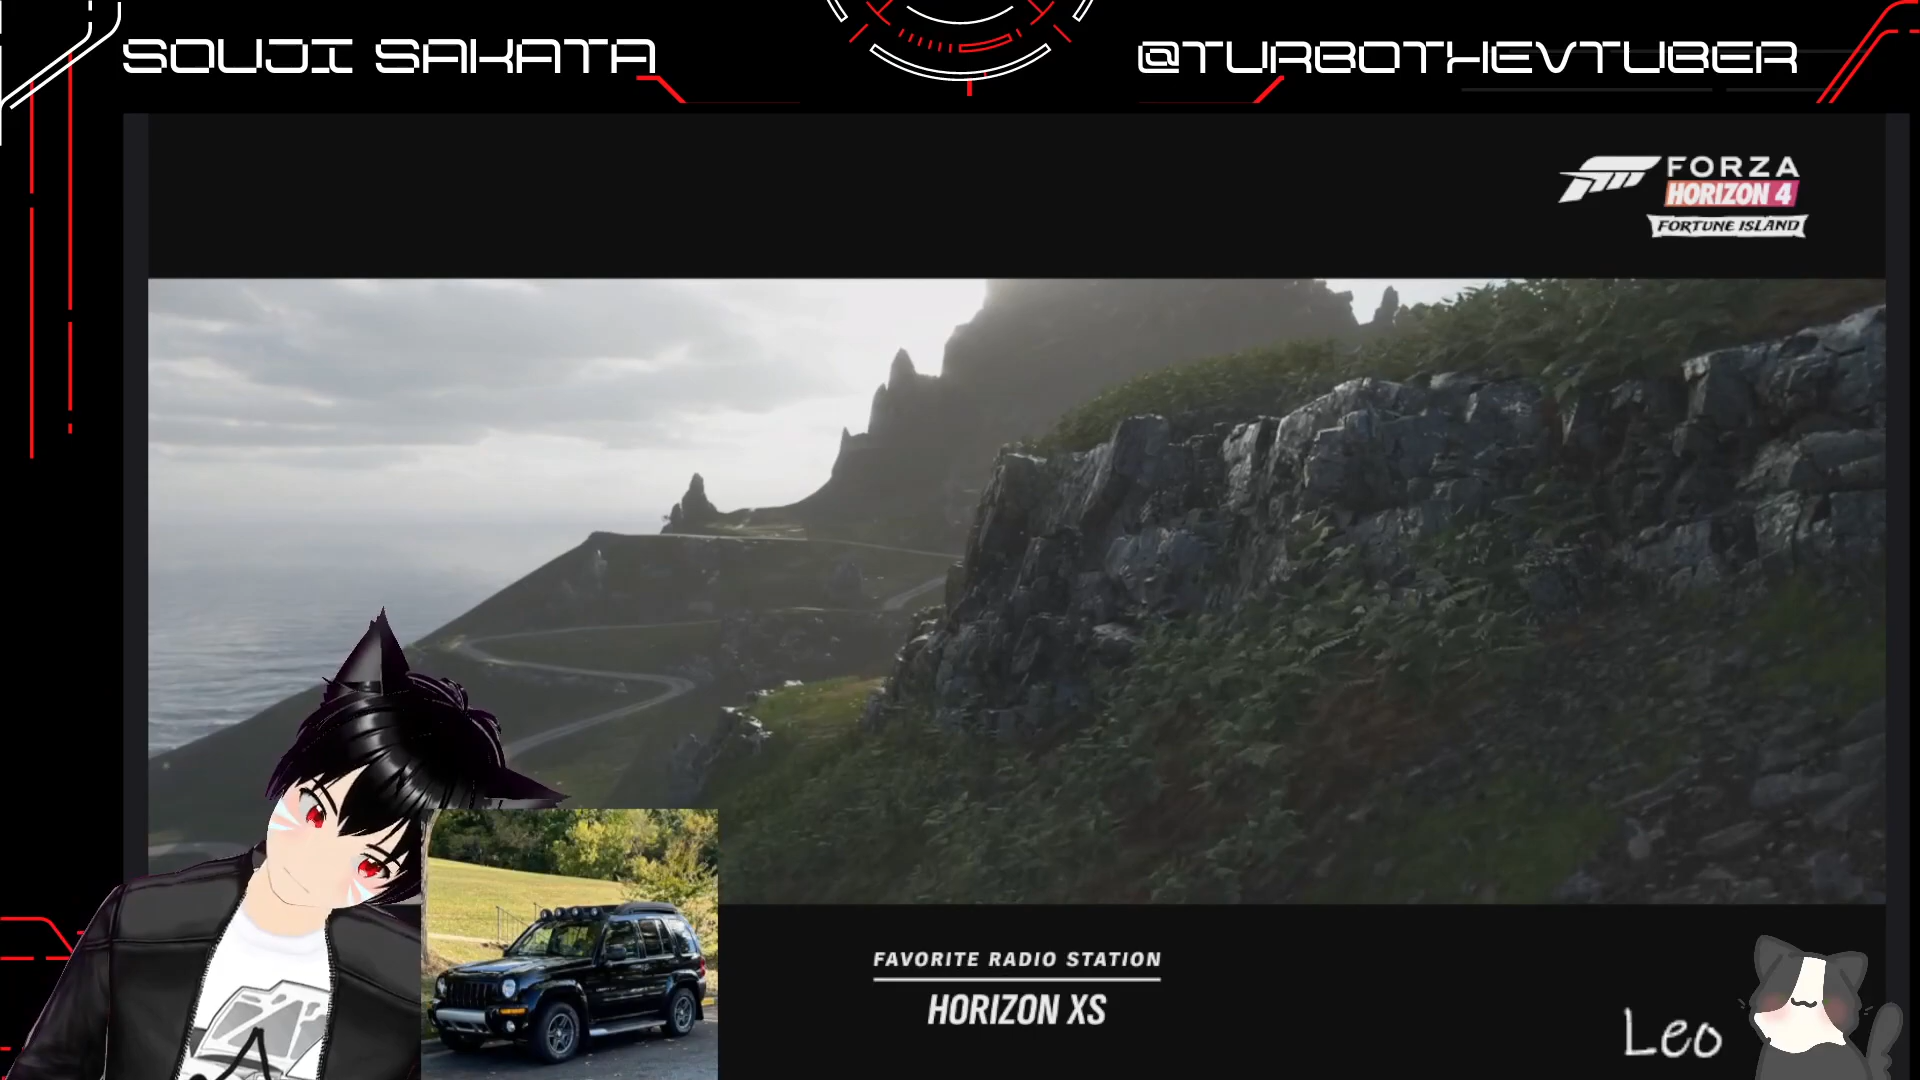 SOUJI SAKATA
@TURBOTHEVTUBER
FORZA
HORIZON 4
FORTUNE ISLAND
FAVORITE RADIO STATION
HORIZON XS
Leo